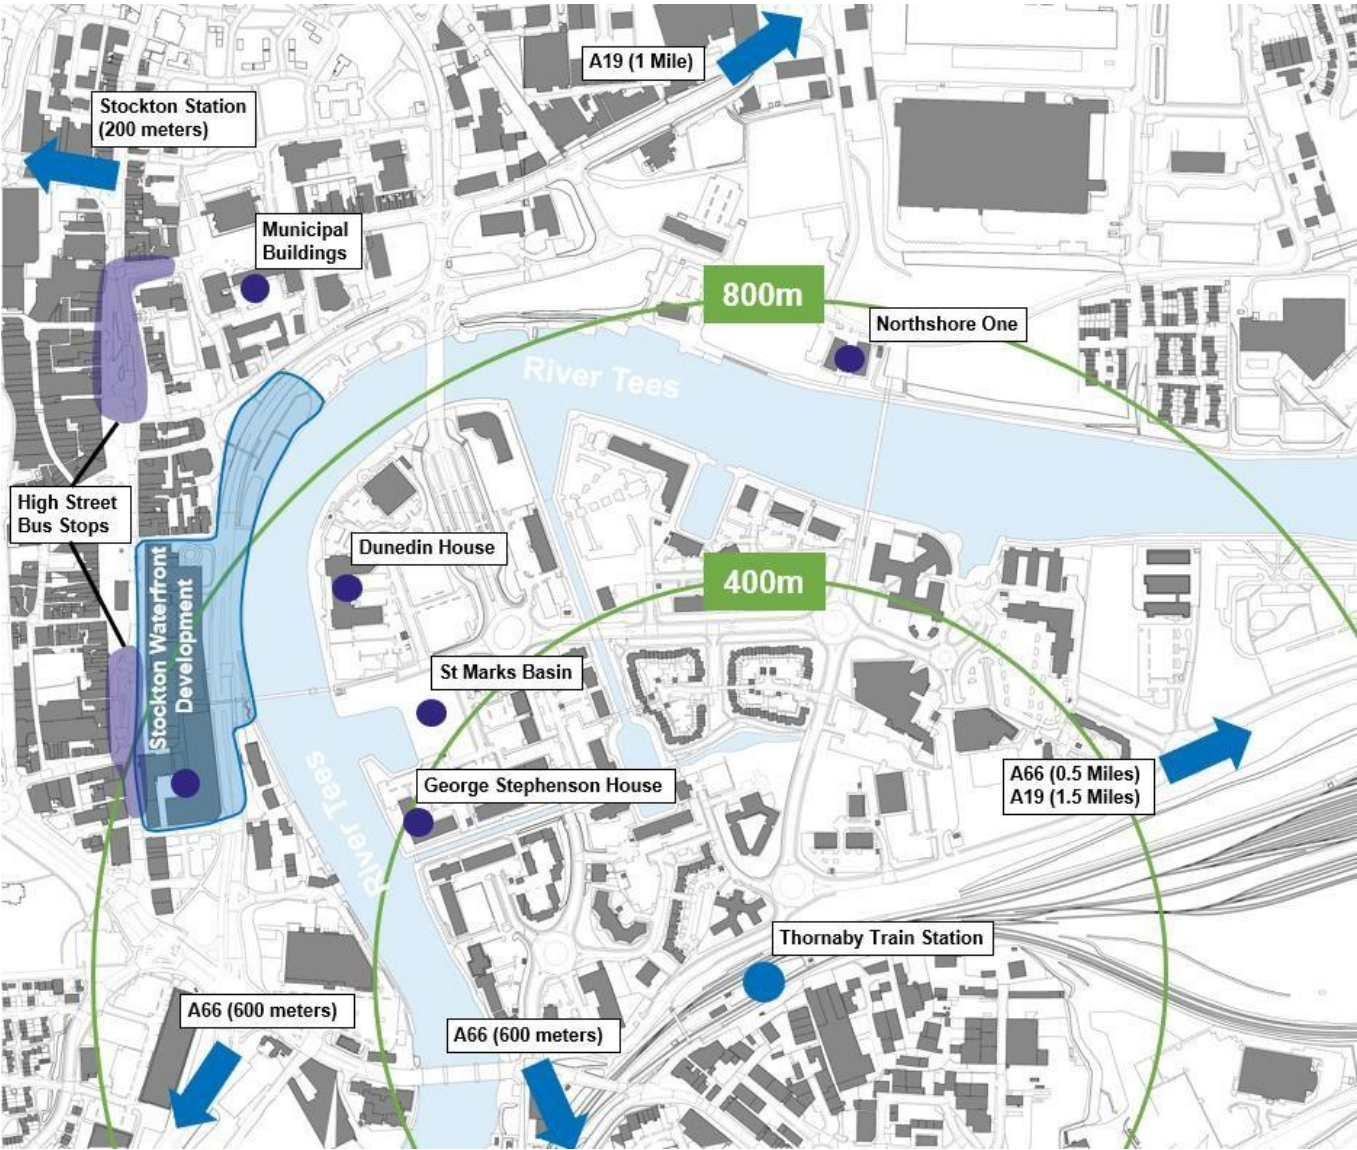 A19 (1 Mile)
Stockton Station
(200 meters)
Municipal
Buildings
800m
Northshore One
River Tees
High Street
Bus Stops
Dunedin House
400m
Stockton Waterfront
Development
St Marks Basin
George Stephenson House
A66 (0.5 Miles)
A19 (1.5 Miles)
River Tees
Thornaby Train Station
A66 (600 meters)
A66 (600 meters)